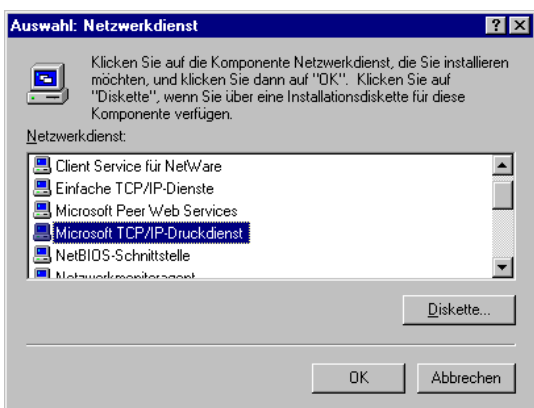 Auswahl: Netzwerkdienst
Klicken Sie auf die Komponente Netzwerkdienst, die Sie installieren
möchten, und klicken Sie dann auf "OK". Klicken Sie auf
"Diskette", wenn Sie über eine Installationsdiskette für diese
Komponente verfügen.
Netzwerkdienst:
Client Service für NetWare
Einfache TCP/IP-Dienste
Microsoft Peer Web Services
Microsoft TCP/IP-Druckdienst
NetBIOS-Schnittstelle
Netzwerkmonitoragent
Diskette...
OK
Abbrechen